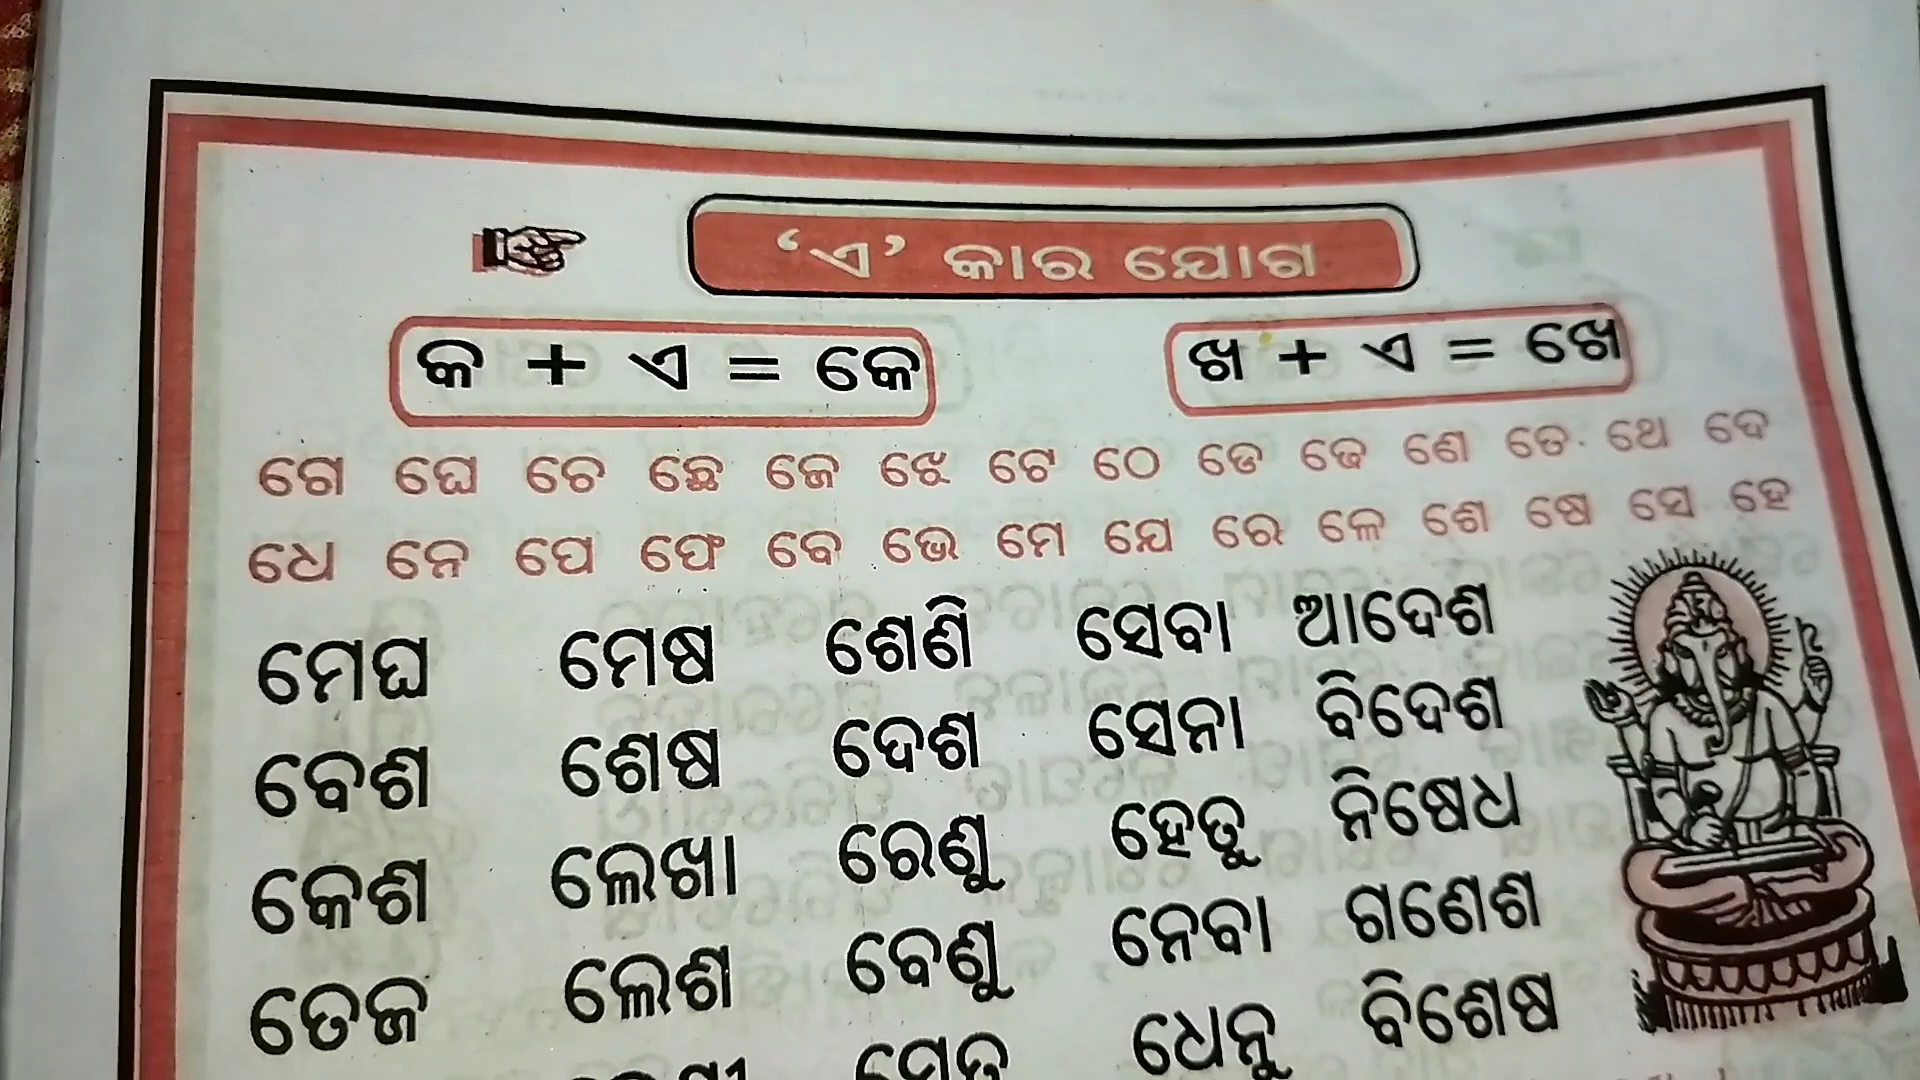 ‘ଏ’ କାର ଯୋଗ
କ + ଏ = କେ ଖ + ଏ = ଖେ
ଗେ ଘେ ଚେ ଛେ ଜେ ଝେ ଟେ ଠେ ଡେ ଢେ ଣେ ତେ ଥେ ଦେ
ଧେ ନେ ପେ ଫେ ବେ ଭେ ମେ ଯେ ରେ ଳେ ଶେ ଷେ ସେ ହେ
ମେଘ ମେଷ ଶେଣି ସେବା ଆଦେଶ
ବେଶ ଶେଷ ଦେଶ ସେନା ବିଦେଶ
କେଶ ଲେଖା ରେଣୁ ହେତୁ ନିଷେଧ
ତେଜ ଲେଶ ବେଣୁ ନେବା ଗଣେଶ
ଧେନୁ ବିଶେଷ